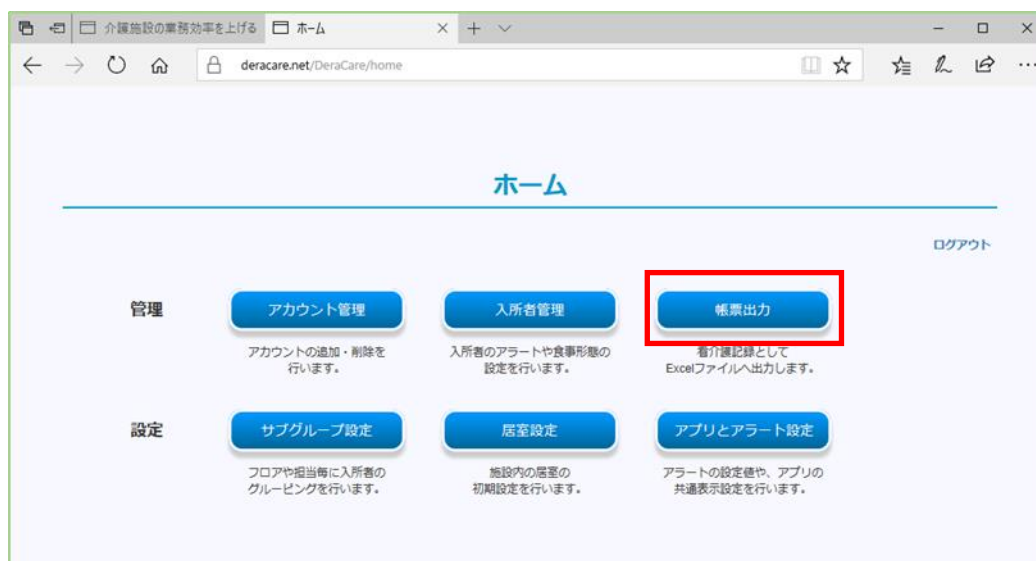 介護施設の業務効率を上げる
ホーム
deracare.net/DeraCare/home
ホーム
ログアウト
管理
アカウント管理
入所者管理
帳票出力
アカウントの追加・削除を
行います。
入所者のアラートや食事形態の
設定を行います。
看介護記録として
Excelファイルへ出力します。
設定
サブグループ設定
居室設定
アプリとアラート設定
フロアや担当毎に入所者の
グルーピングを行います。
施設内の居室の
初期設定を行います。
アラートの設定値や、アプリの
共通表示設定を行います。